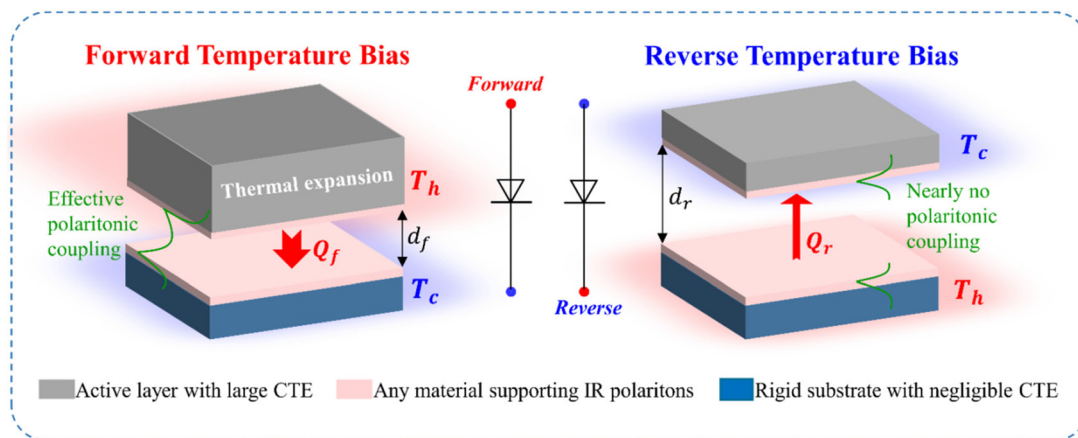 Forward Temperature Bias
Reverse Temperature Bias
Forward
Thermal expansion
T_h
Effective
polaritonic
coupling
d_f
Q_f
T_c
Reverse
T_c
d_r
Nearly no
polaritonic
coupling
Q_r
T_h
Active layer with large CTE
Any material supporting IR polaritons
Rigid substrate with negligible CTE